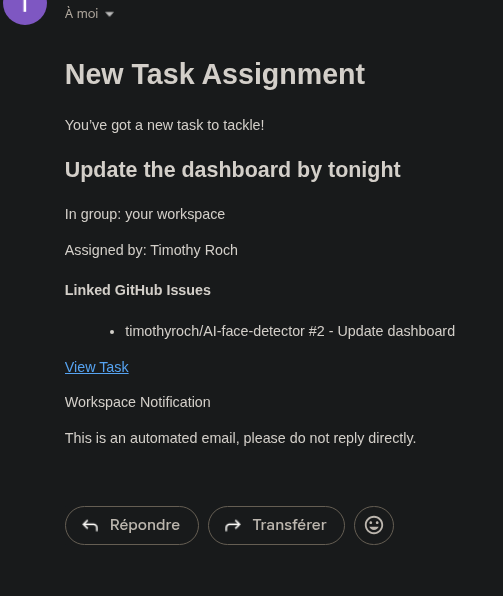 À moi
New Task Assignment
You've got a new task to tackle!
Update the dashboard by tonight
In group: your workspace
Assigned by: Timothy Roch
Linked GitHub Issues
• timothyroch/AI-face-detector #2 - Update dashboard
View Task
Workspace Notification
This is an automated email, please do not reply directly.
Répondre
Transférer